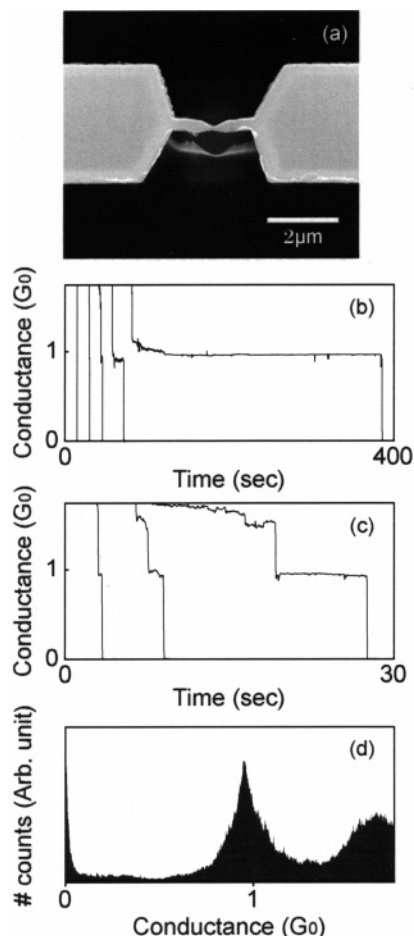 (a)
2μm
(b)
Conductance (G0)
1
0
0
400
Time (sec)
(c)
Conductance (G0)
1
0
0
30
Time (sec)
(d)
# counts (Arb. unit)
0
1
Conductance (G0)